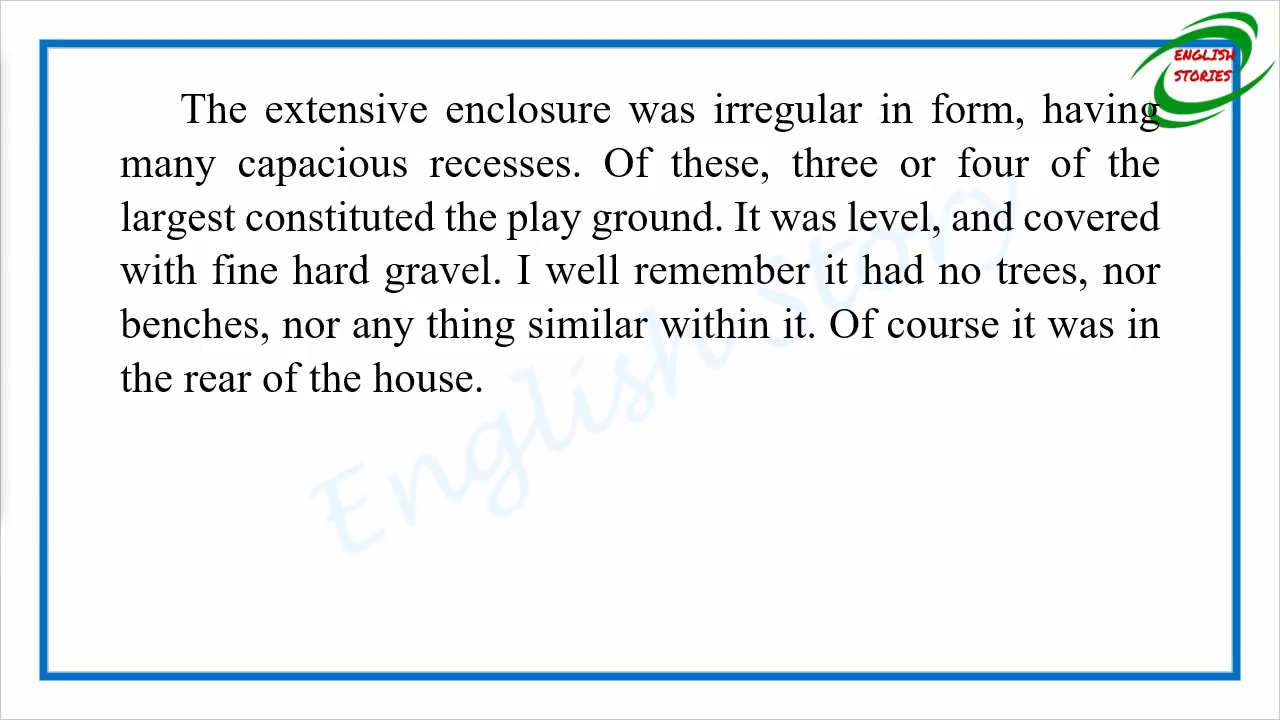 ENGLISH
STORIES
The extensive enclosure was irregular in form, having
many capacious recesses. Of these, three or four of the
largest constituted the play ground. It was level, and covered
with fine hard gravel. I well remember it had no trees, nor
benches, nor any thing similar within it. Of course it was in
the rear of the house.
English Story